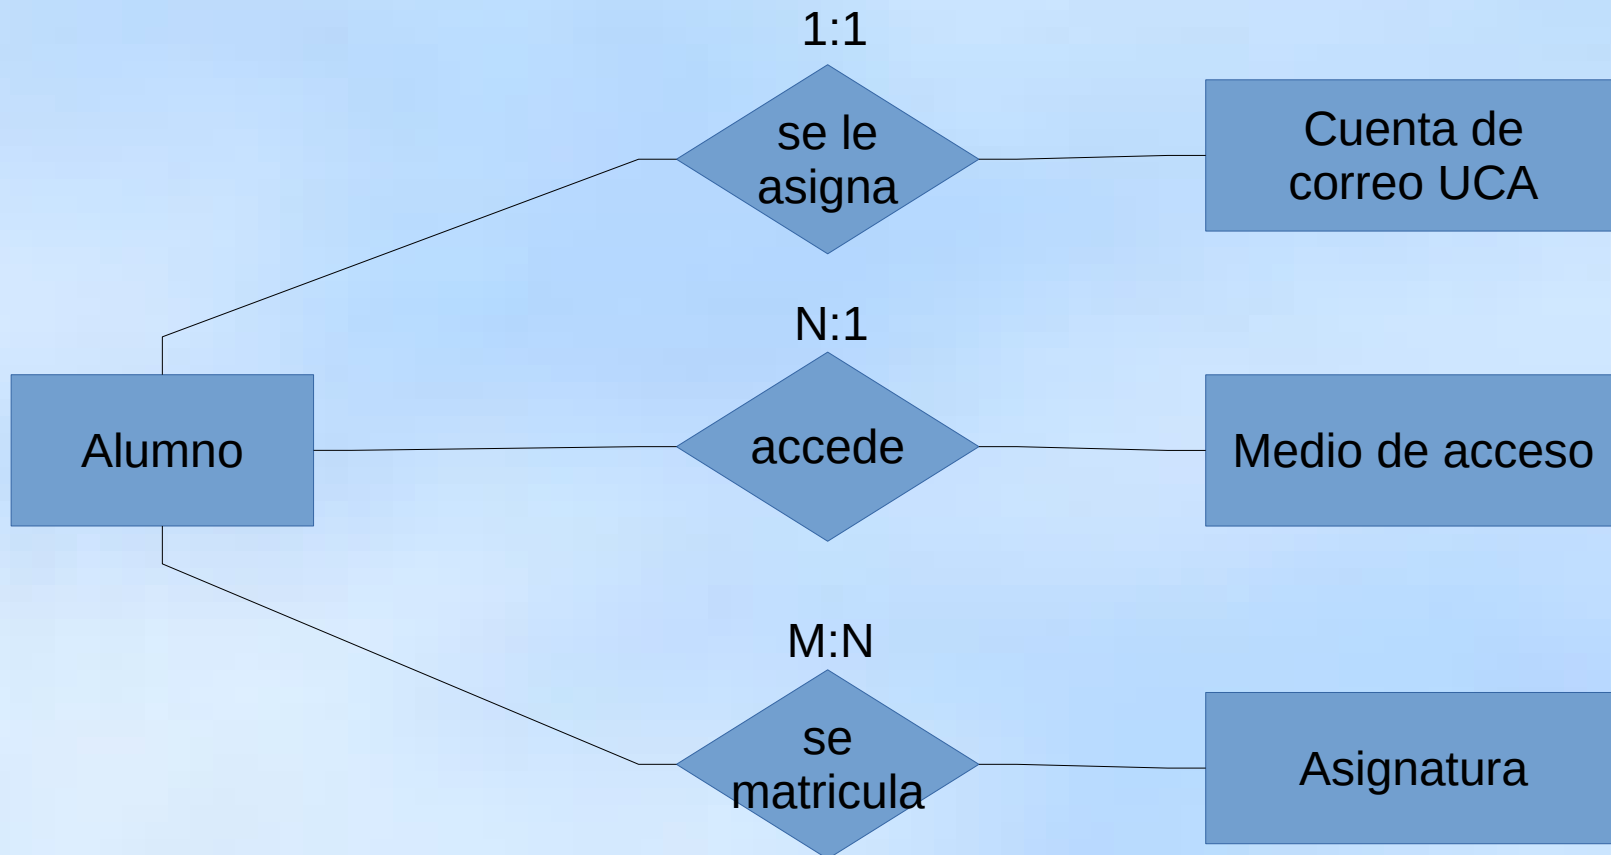 1:1
se le
asigna
Cuenta de
correo UCA
N:1
Alumno
accede
Medio de acceso
M:N
se
matricula
Asignatura